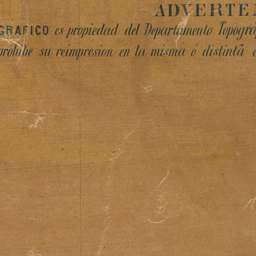 ADVERTE
GRAFICO es propiedad del Departamento Topogra
prohibe su reimpresion en la misma ó distinta